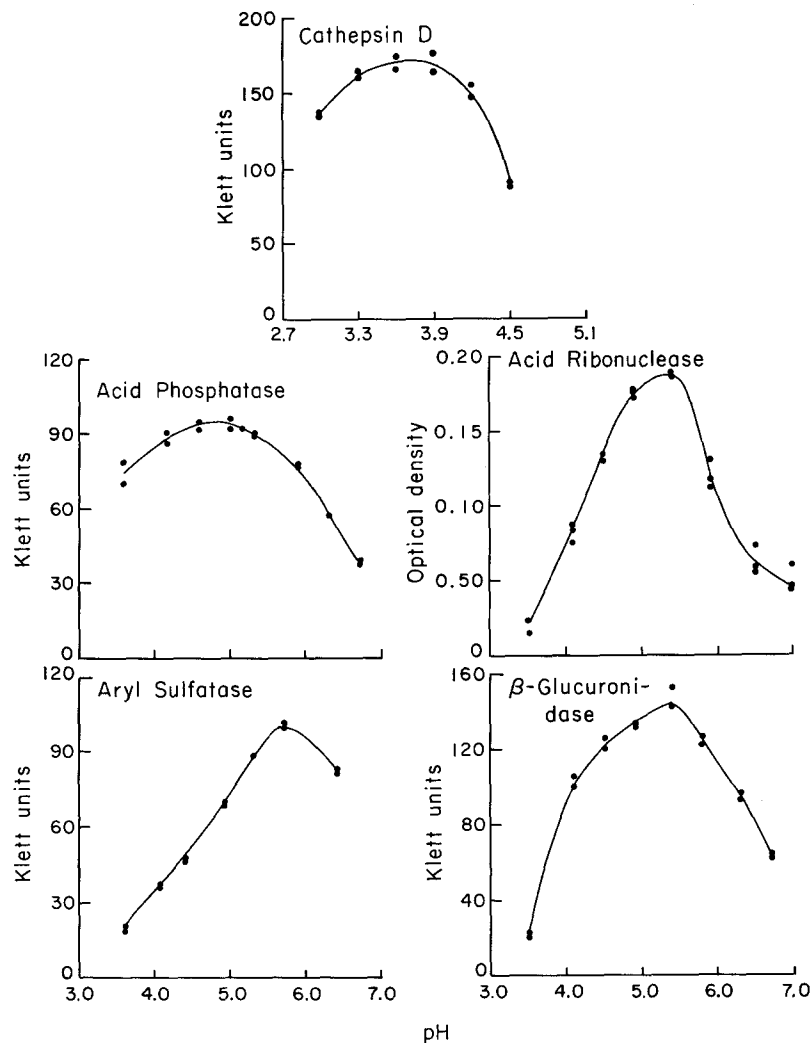 Cathepsin D
Klett units
200
150
100
50
0
2.7 3.3 3.9 4.5 5.1
Acid Phosphatase
Klett units
120
90
60
30
0
Acid Ribonuclease
Optical density
0.20
0.15
0.10
0.50
0
Aryl Sulfatase
Klett units
120
90
60
30
0
3.0 4.0 5.0 6.0 7.0
β-Glucuroni-
dase
Klett units
160
120
80
40
0
3.0 4.0 5.0 6.0 7.0
pH